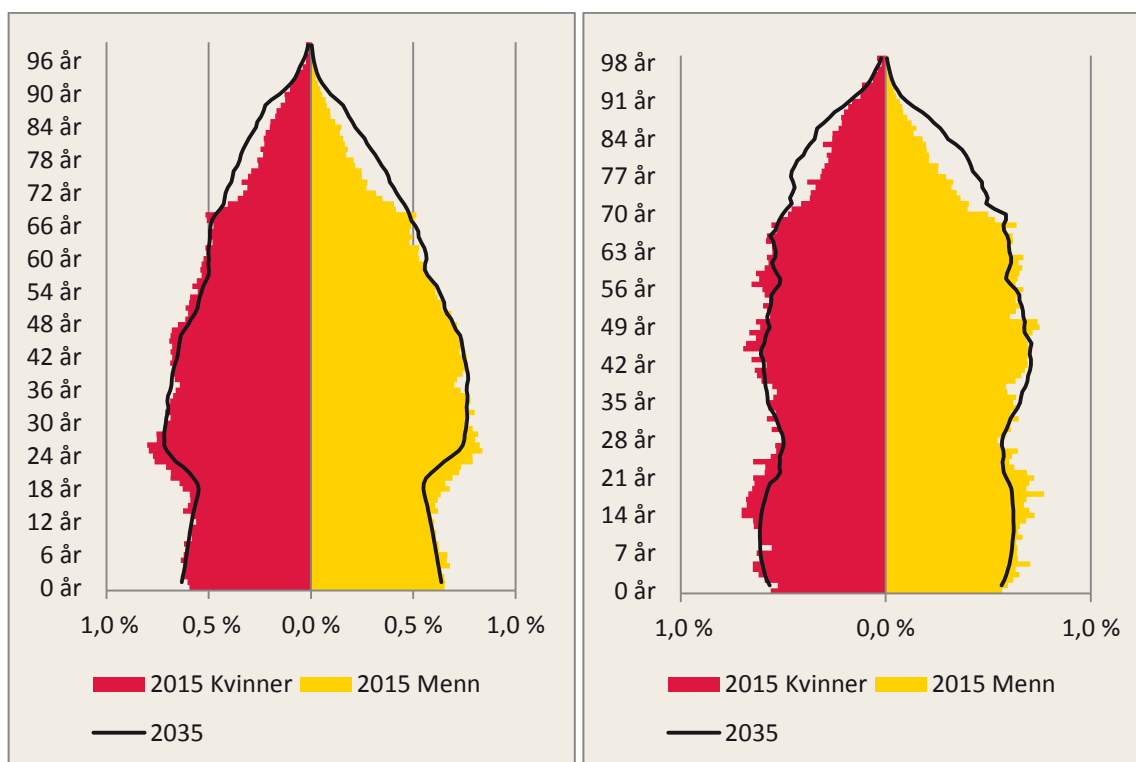 96 år
90 år
84 år
78 år
72 år
66 år
60 år
54 år
48 år
42 år
36 år
30 år
24 år
18 år
12 år
6 år
0 år
1,0 % 0,5 % 0,0 % 0,5 % 1,0 %
2015 Kvinner 2015 Menn
2035
98 år
91 år
84 år
77 år
70 år
63 år
56 år
49 år
42 år
35 år
28 år
21 år
14 år
7 år
0 år
1,0 % 0,0 % 1,0 %
2015 Kvinner 2015 Menn
2035